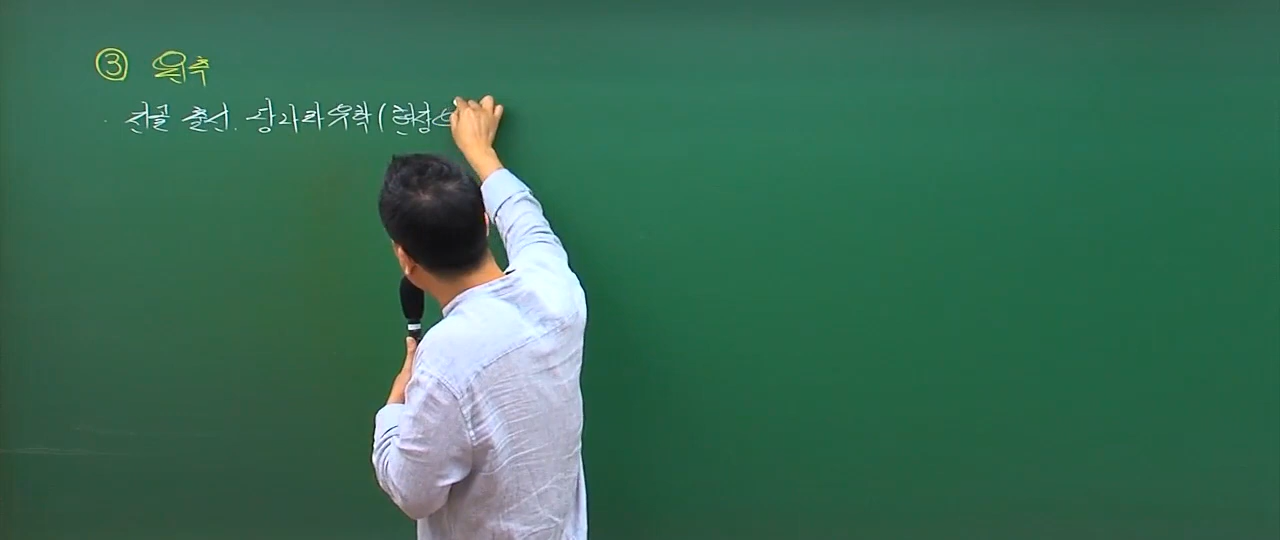 ③ 원측
· 진골 출신. 당나라 유학 (현장